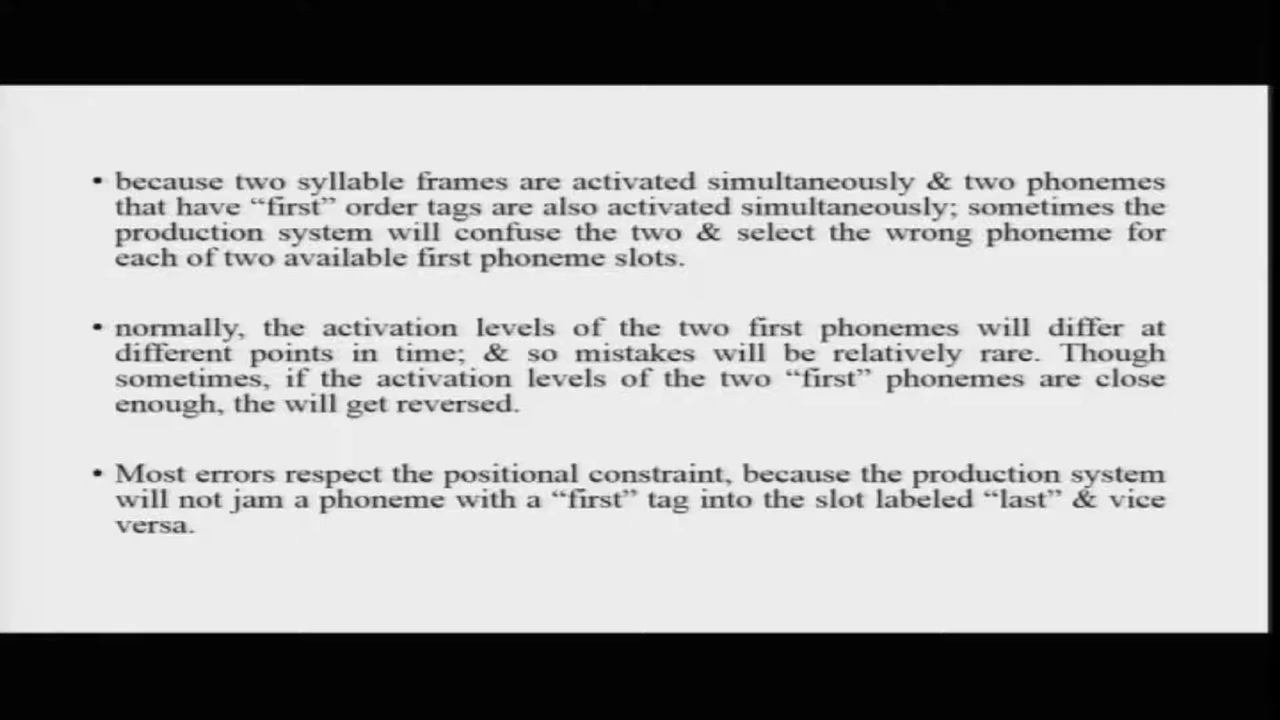 • because two syllable frames are activated simultaneously & two phonemes
that have “first” order tags are also activated simultaneously; sometimes the
production system will confuse the two & select the wrong phoneme for
each of two available first phoneme slots.
• normally, the activation levels of the two first phonemes will differ at
different points in time; & so mistakes will be relatively rare. Though
sometimes, if the activation levels of the two “first” phonemes are close
enough, the will get reversed.
• Most errors respect the positional constraint, because the production system
will not jam a phoneme with a “first” tag into the slot labeled “last” & vice
versa.